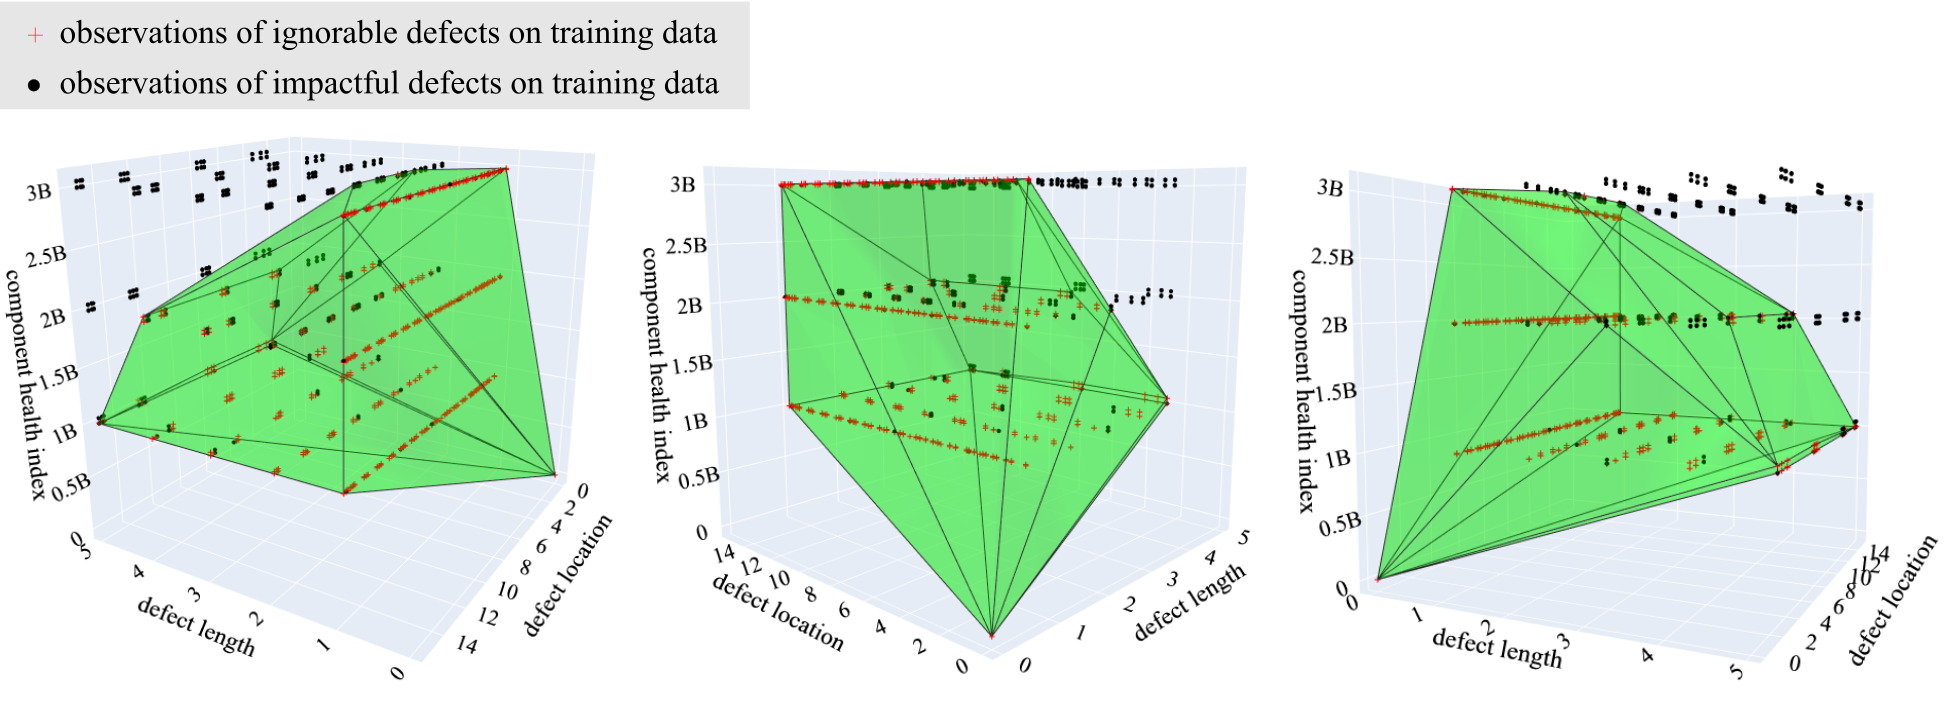 + observations of ignorable defects on training data
● observations of impactful defects on training data
3B
2.5B
2B
1.5B
1B
0.5B
0
component health index
5
4
3
2
1
0
defect length
0
2
4
6
8
10
12
14
defect location
3B
2.5B
2B
1.5B
1B
0.5B
0
component health index
14
12
10
8
6
4
2
0
defect location
0
1
2
3
4
5
defect length
3B
2.5B
2B
1.5B
1B
0.5B
0
component health index
0
1
2
3
4
5
defect length
0
2
4
6
8
10
12
14
defect location